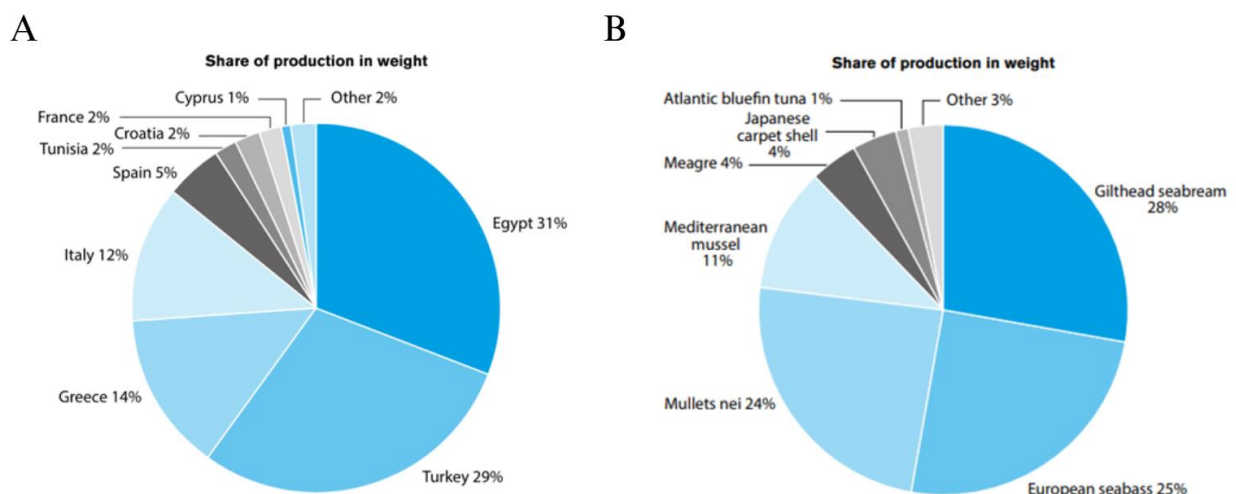 A
Share of production in weight
Cyprus 1%
Other 2%
France 2%
Croatia 2%
Tunisia 2%
Spain 5%
Egypt 31%
Italy 12%
Greece 14%
Turkey 29%
B
Share of production in weight
Atlantic bluefin tuna 1%
Other 3%
Japanese
carpet shell
4%
Meagre 4%
Gilthead seabream
28%
Mediterranean
mussel
11%
Mullets nei 24%
European seabass 25%